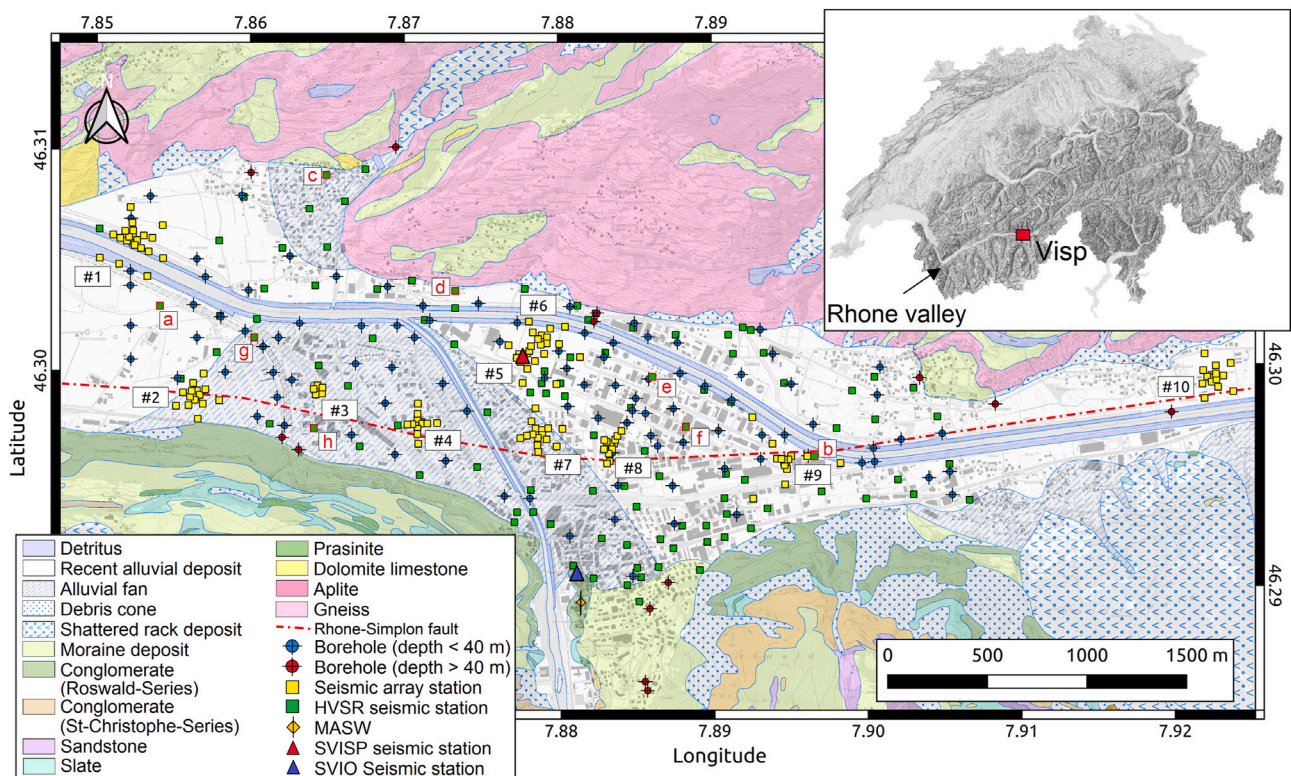 7.85
7.86
7.87
7.88
7.89
N
46.31
46.30
46.30
46.29
Latitude
Longitude
7.88
7.89
7.90
7.91
7.92
Visp
Rhone valley
c
d
#1
a
#6
g
#5
e
#10
#2
#3
h
#4
f
b
#7
#8
#9
Detritus
Recent alluvial deposit
Alluvial fan
Debris cone
Shattered rack deposit
Moraine deposit
Conglomerate
(Roswald-Series)
Conglomerate
(St-Christophe-Series)
Sandstone
Slate
Prasinite
Dolomite limestone
Aplite
Gneiss
Rhone-Simplon fault
Borehole (depth < 40 m)
Borehole (depth > 40 m)
Seismic array station
HVSR seismic station
MASW
SVISP seismic station
SVIO Seismic station
0 500 1000 1500 m